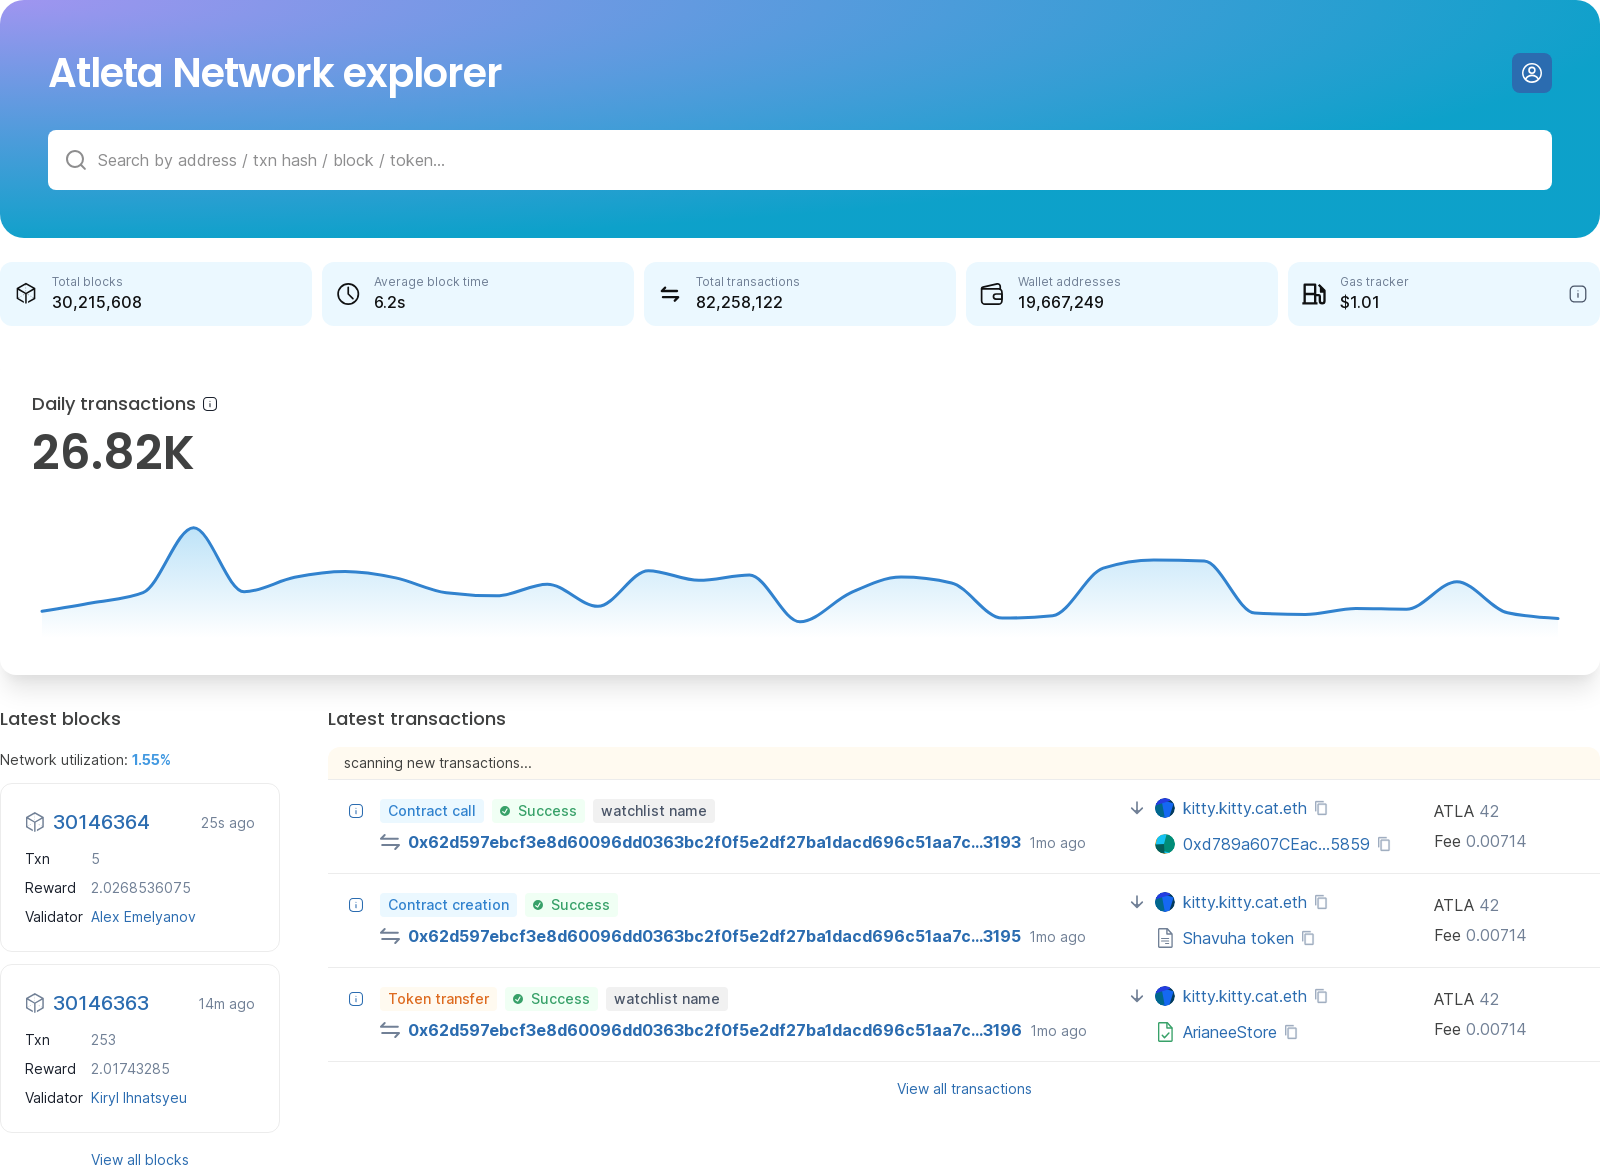 Atleta Network explorer
Search by address / txn hash / block / token...
Total blocks
30,215,608
Average block time
6.2s
Total transactions
82,258,122
Wallet addresses
19,667,249
Gas tracker
$1.01
Daily transactions
26.82K
Latest blocks
Network utilization: 1.55%
30146364 25s ago
Txn 5
Reward 2.0268536075
Validator Alex Emelyanov
30146363 14m ago
Txn 253
Reward 2.01743285
Validator Kiryl Ihnatsyeu
View all blocks
Latest transactions
scanning new transactions...
Contract call Success watchlist name
0x62d597ebcf3e8d60096dd0363bc2f0f5e2df27ba1dacd696c51aa7c...3193 1mo ago
kitty.kitty.cat.eth
0xd789a607CEac...5859
ATLA 42
Fee 0.00714
Contract creation Success
0x62d597ebcf3e8d60096dd0363bc2f0f5e2df27ba1dacd696c51aa7c...3195 1mo ago
kitty.kitty.cat.eth
Shavuha token
ATLA 42
Fee 0.00714
Token transfer Success watchlist name
0x62d597ebcf3e8d60096dd0363bc2f0f5e2df27ba1dacd696c51aa7c...3196 1mo ago
kitty.kitty.cat.eth
ArianeeStore
ATLA 42
Fee 0.00714
View all transactions